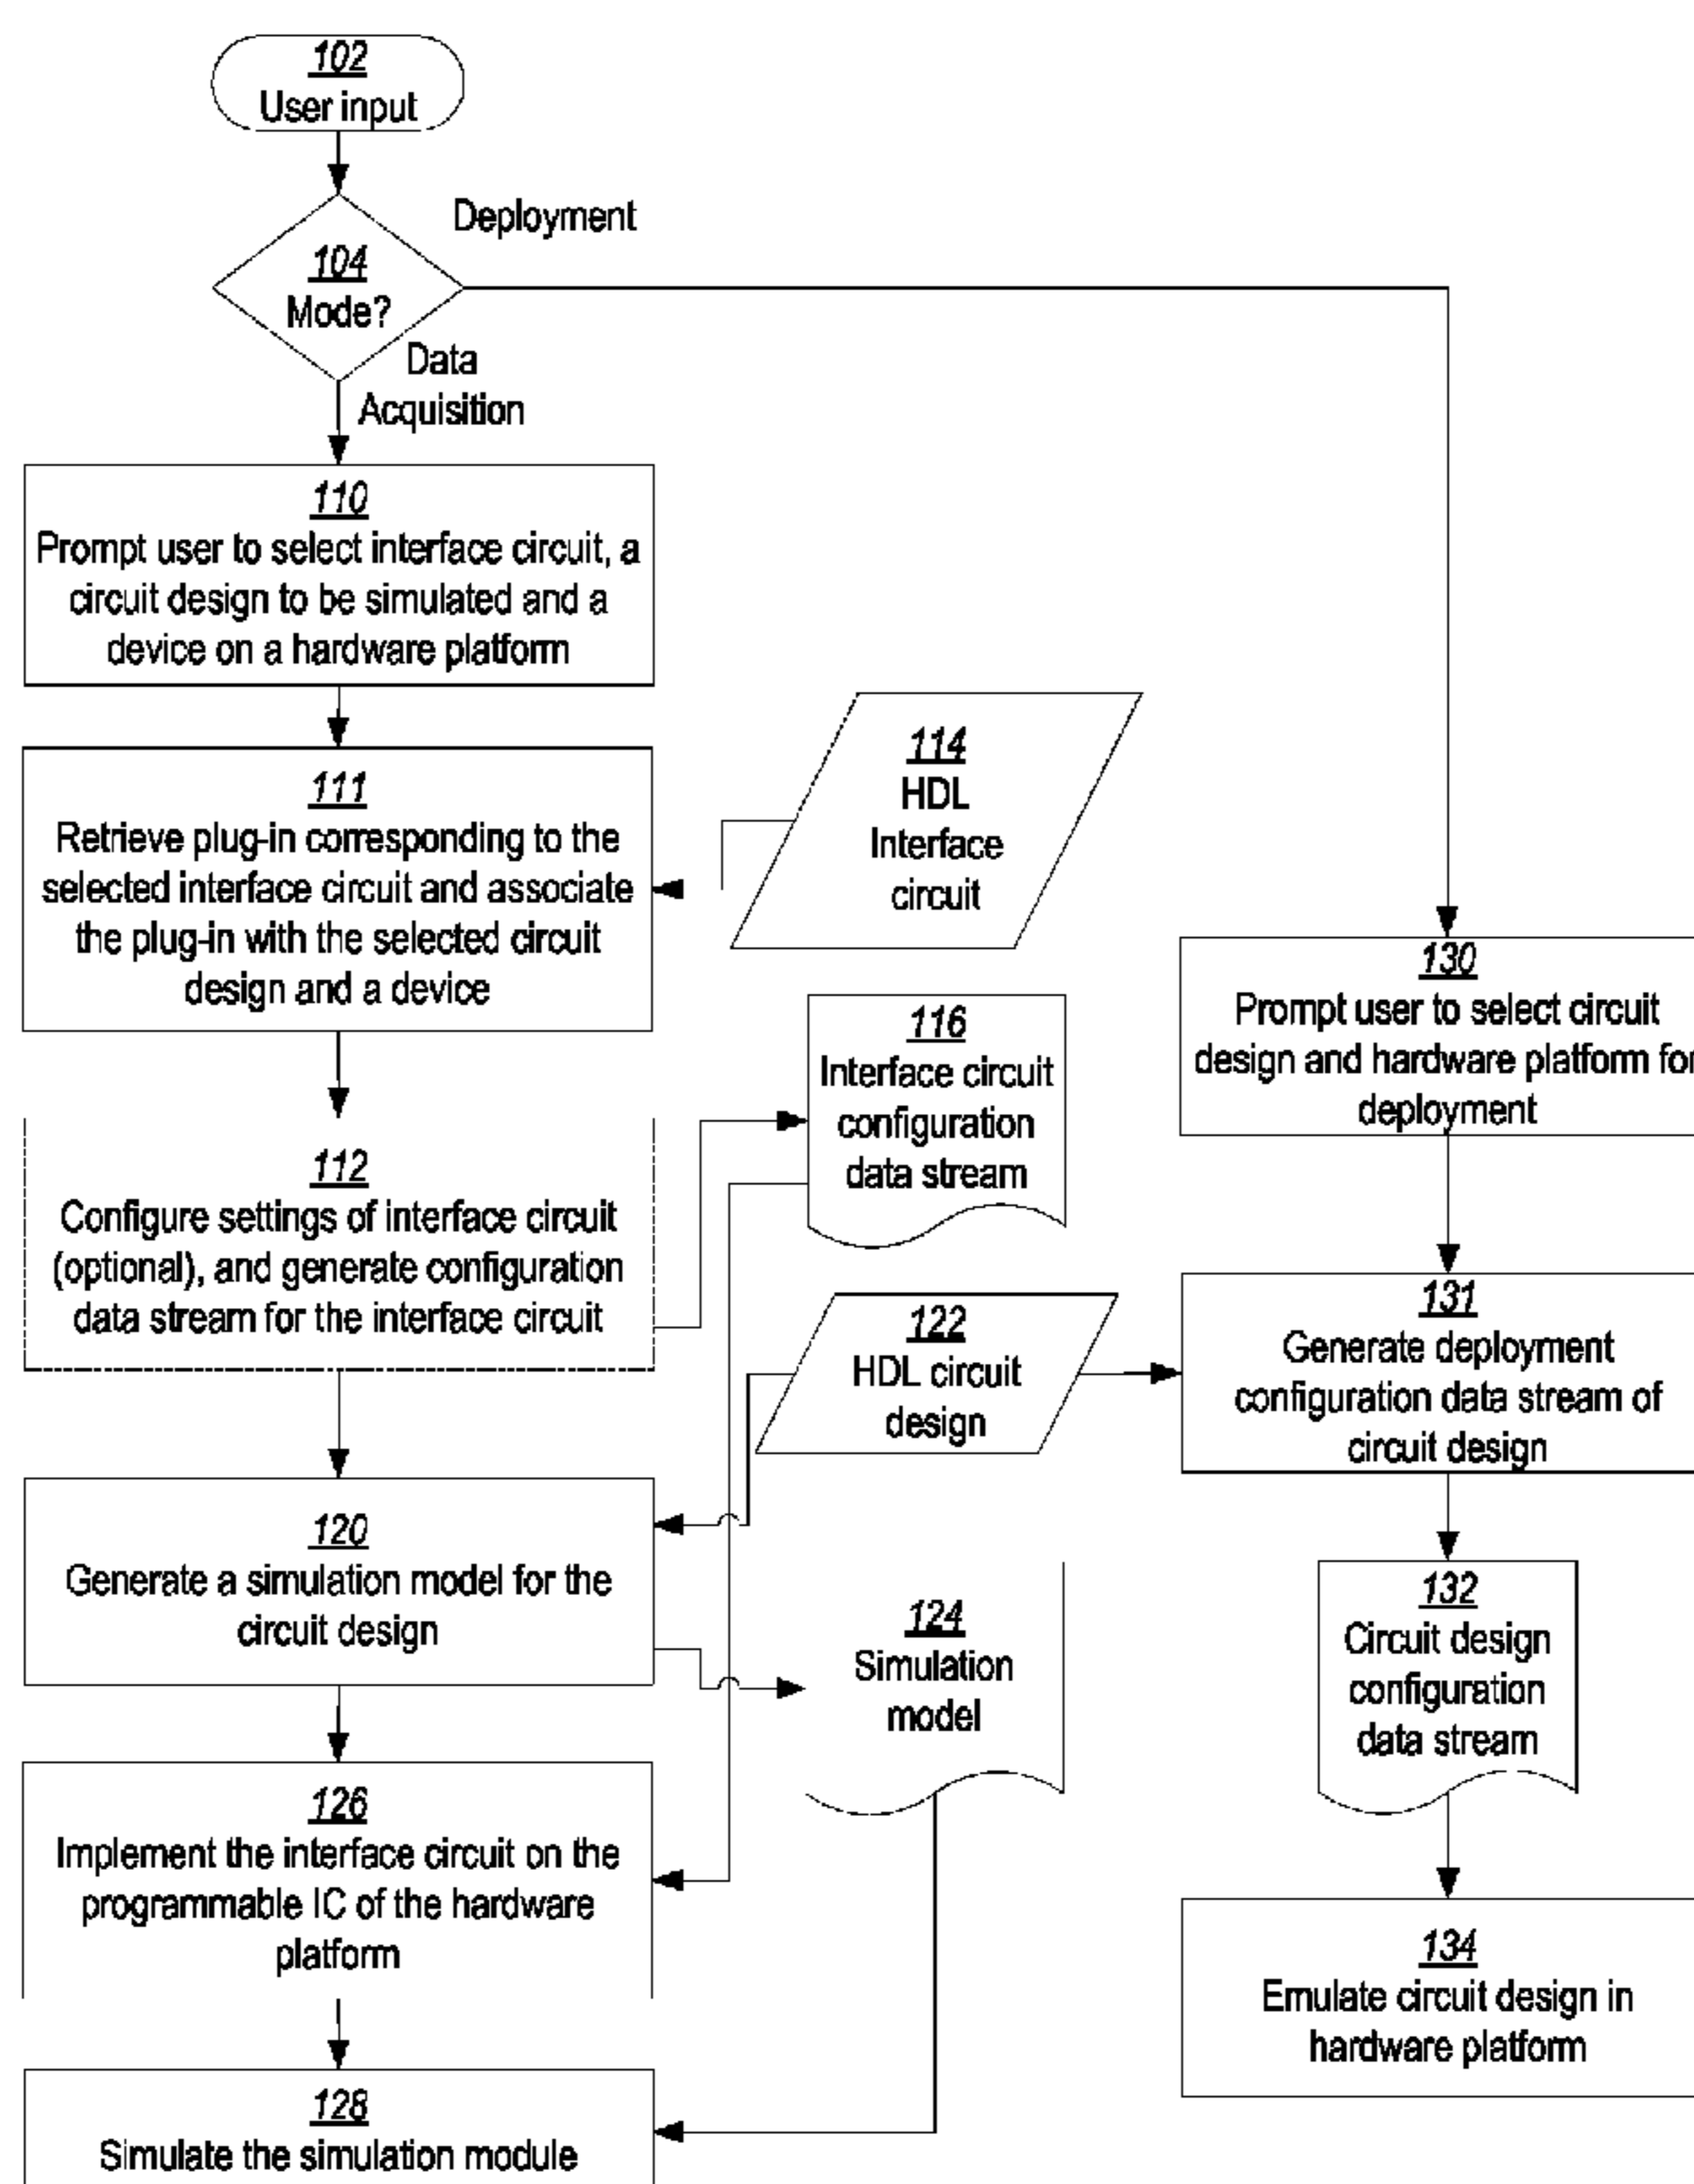 102
User input
Deployment
104
Mode?
Data
Acquisition
110
Prompt user to select interface circuit, a
circuit design to be simulated and a
device on a hardware platform
111
Retrieve plug-in corresponding to the
selected interface circuit and associate
the plug-in with the selected circuit
design and a device
114
HDL
Interface
circuit
112
Configure settings of interface circuit
(optional), and generate configuration
data stream for the interface circuit
116
Interface circuit
configuration
data stream
120
Generate a simulation model for the
circuit design
122
HDL circuit
design
124
Simulation
model
126
Implement the interface circuit on the
programmable IC of the hardware
platform
128
Simulate the simulation module
130
Prompt user to select circuit
design and hardware platform for
deployment
131
Generate deployment
configuration data stream of
circuit design
132
Circuit design
configuration
data stream
134
Emulate circuit design in
hardware platform